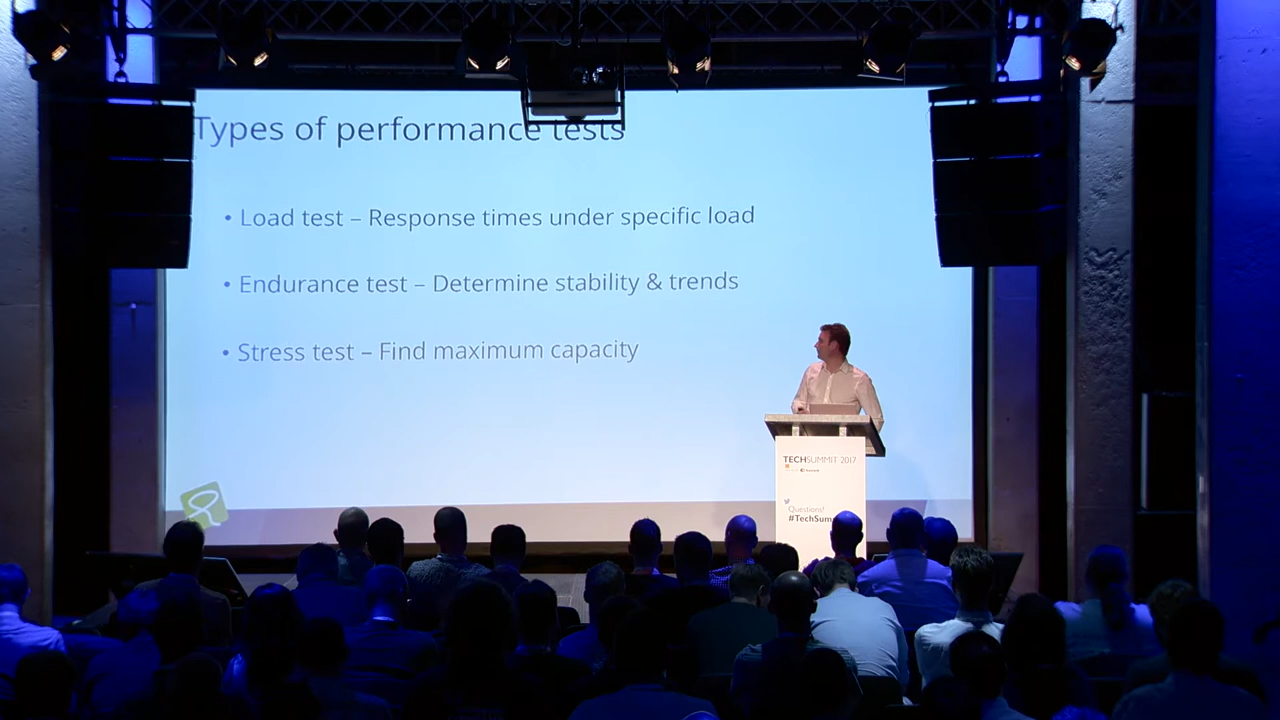 Types of performance tests
• Load test – Response times under specific load
• Endurance test – Determine stability & trends
• Stress test – Find maximum capacity
TECHSUMMIT 2017
Questions?
#TechSum